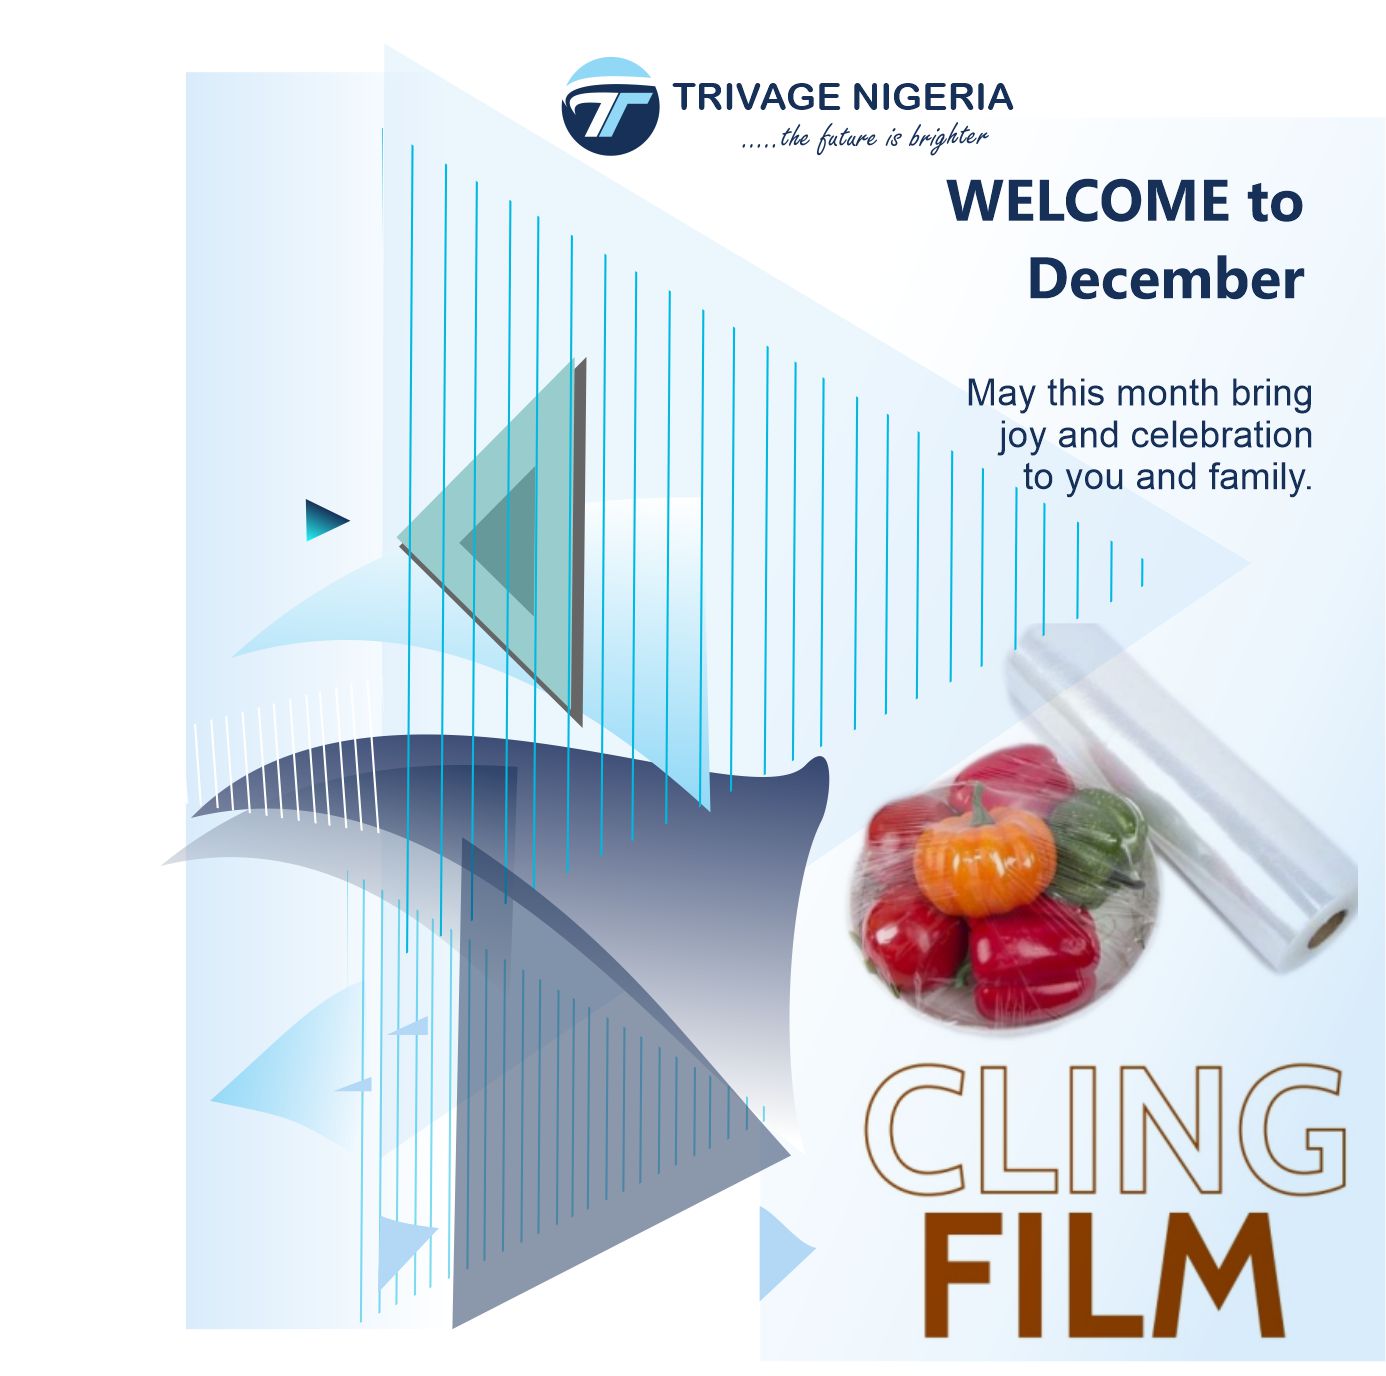 TRIVAGE NIGERIA
.....the future is brighter
WELCOME to
December
May this month bring
joy and celebration
to you and family.
CLING
FILM